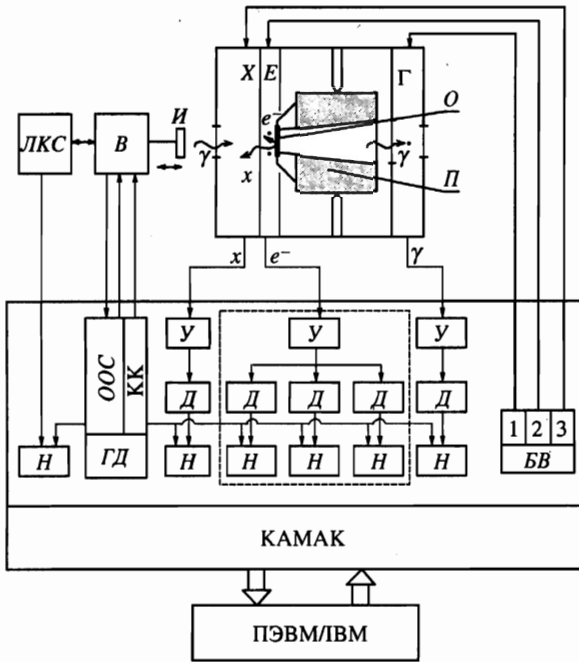 Х Е Г
И e⁻ О
ЛКС В γ γ
x П
x e⁻ γ
У У У
ООС КК
Д Д Д Д Д
1 2 3
Н ГД Н Н Н Н Н БВ
КАМАК
ПЭВМ/IBM